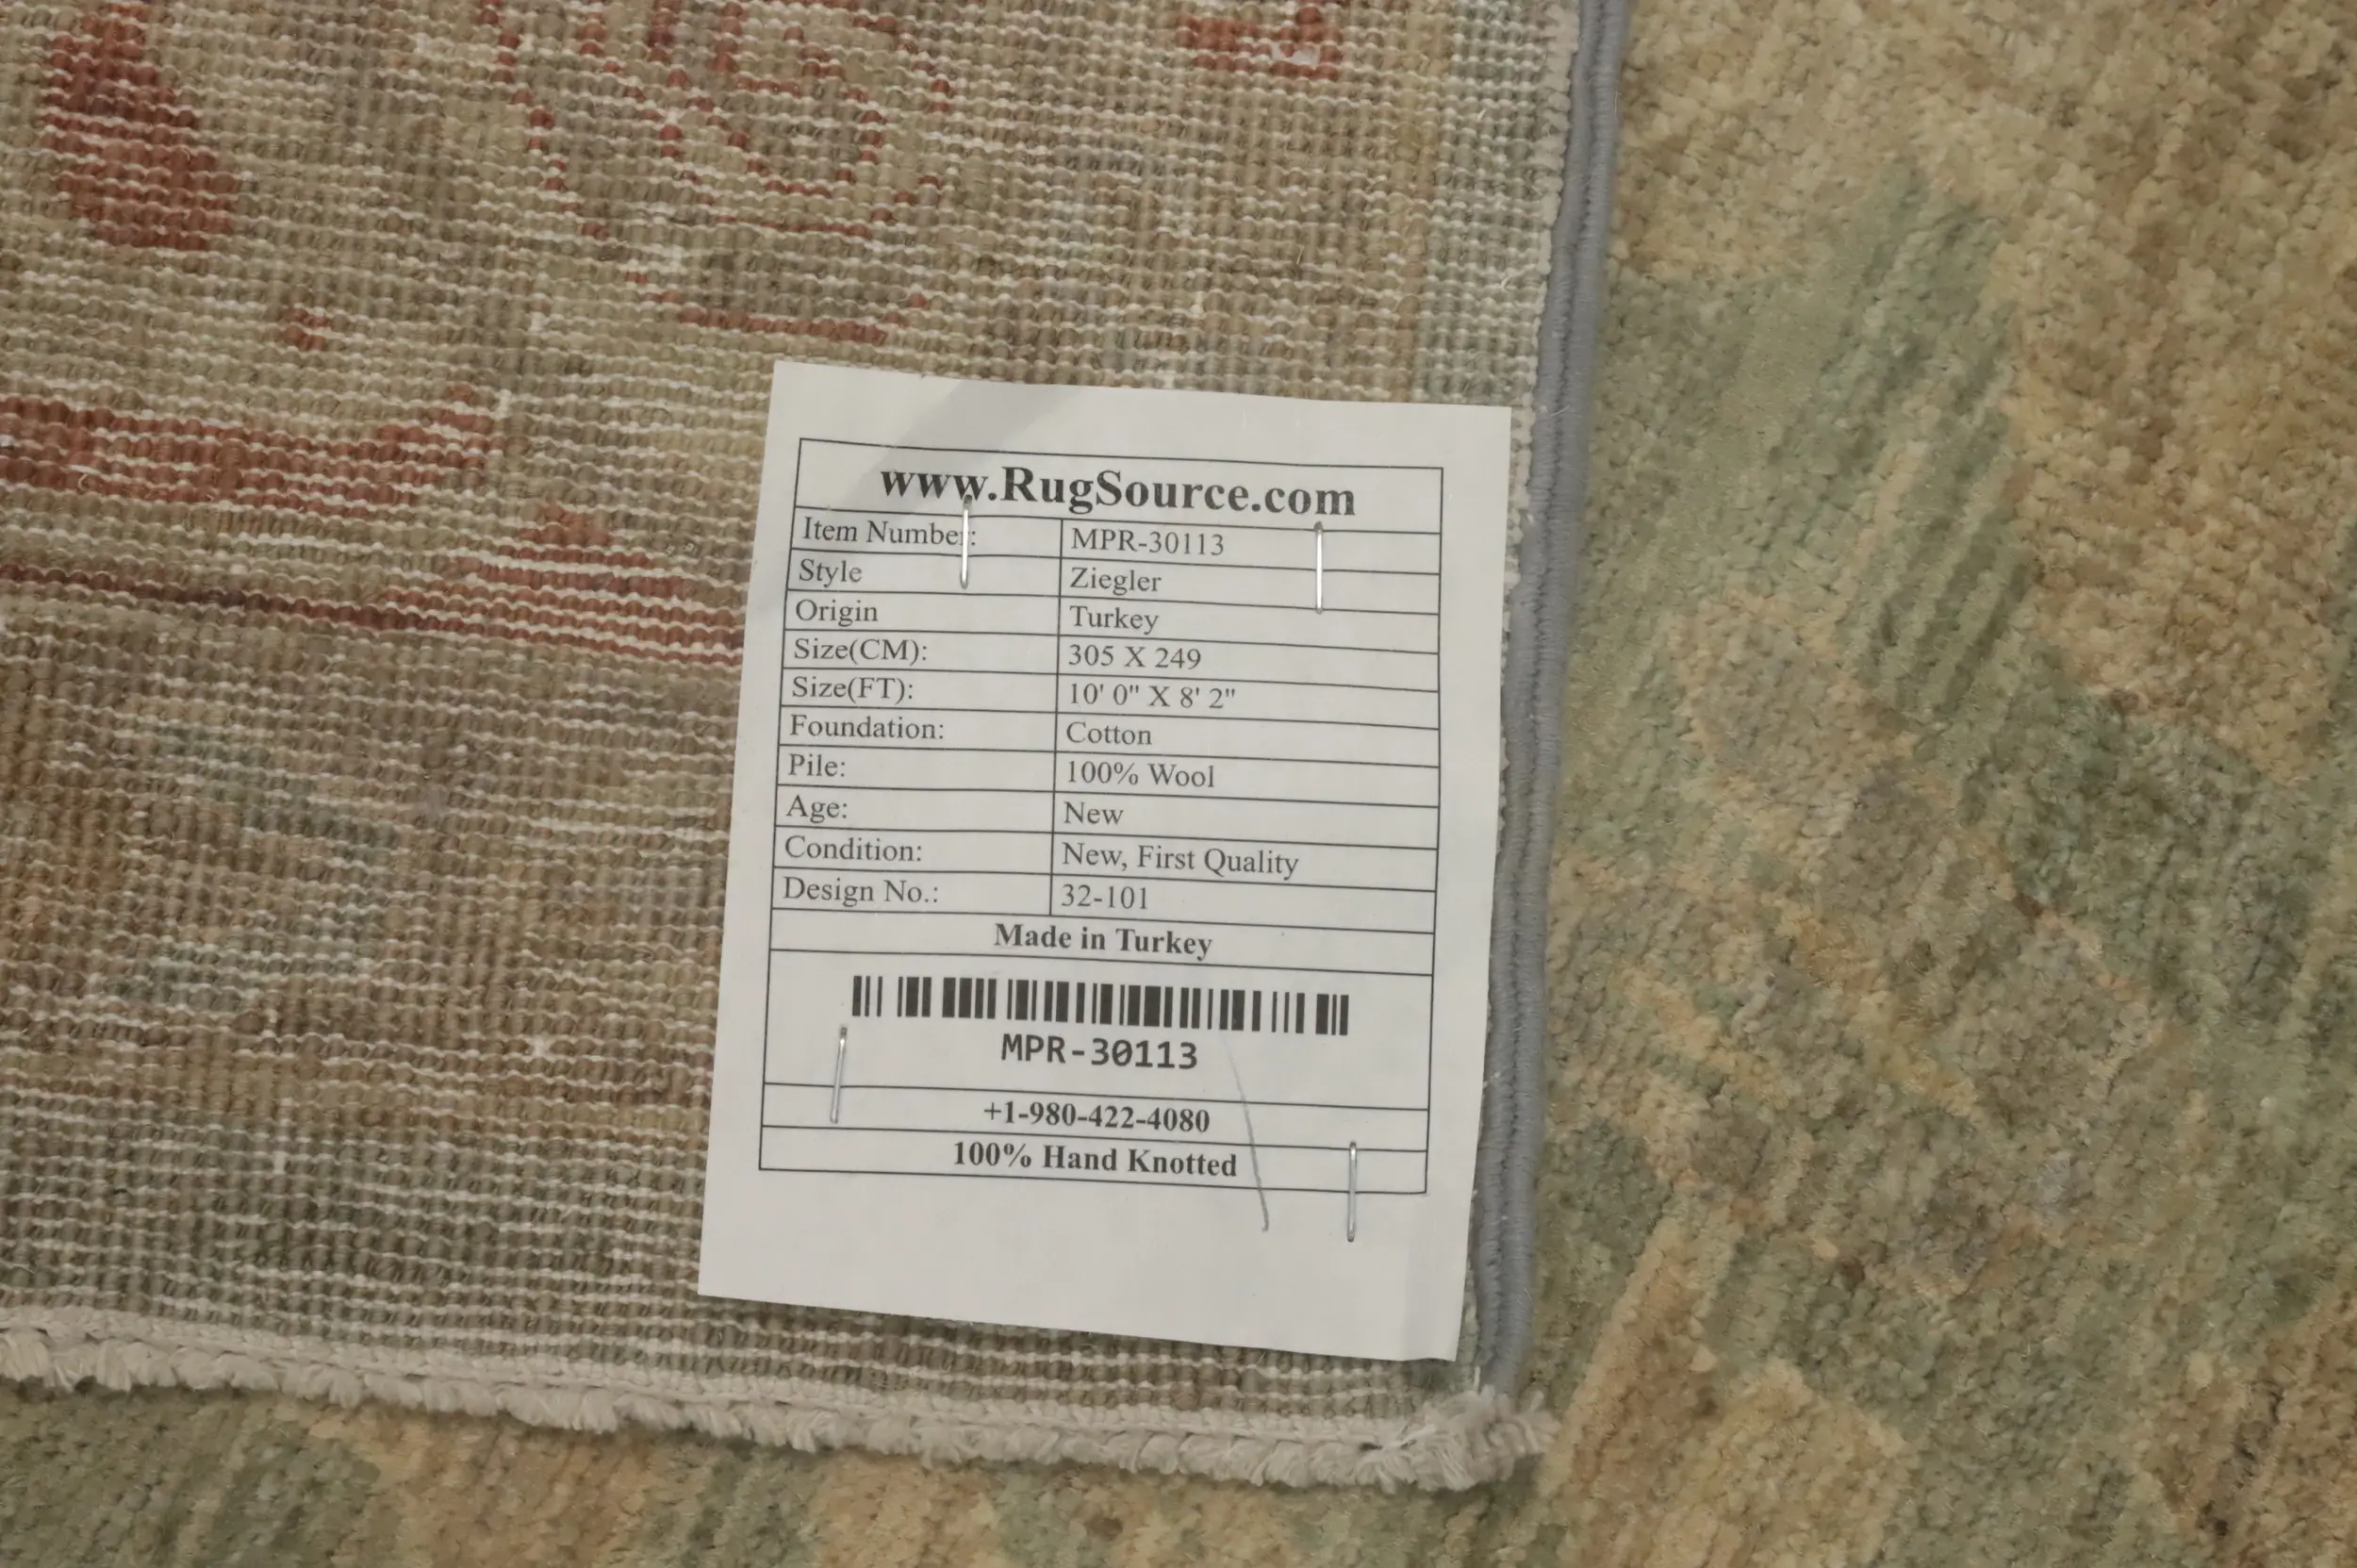 www.RugSource.com
Item Number: MPR-30113
Style Ziegler
Origin Turkey
Size(CM): 305 X 249
Size(FT): 10' 0" X 8' 2"
Foundation: Cotton
Pile: 100% Wool
Age: New
Condition: New, First Quality
Design No.: 32-101
Made in Turkey
MPR-30113
+1-980-422-4080
100% Hand Knotted